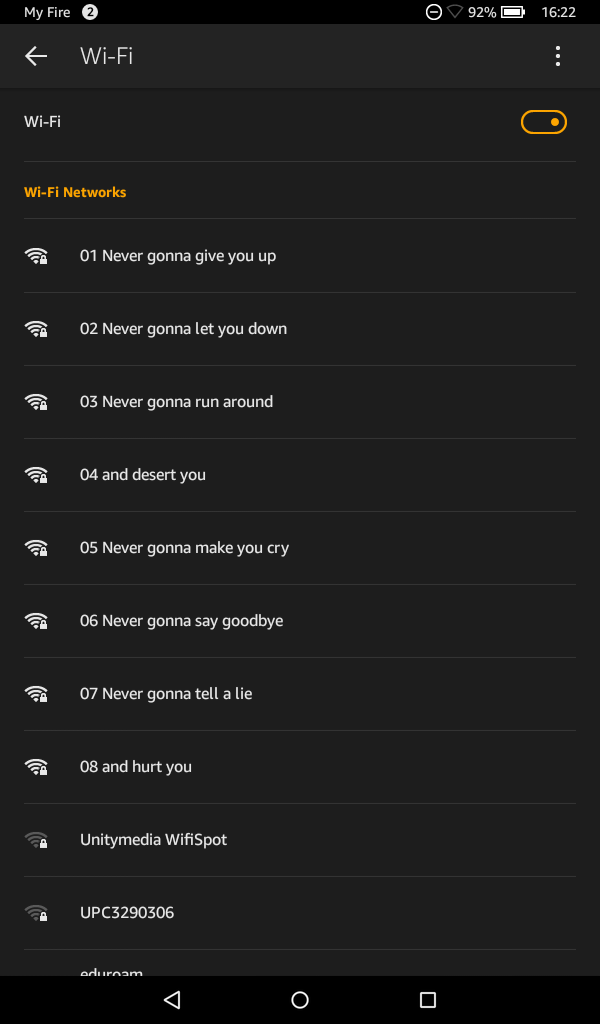 My Fire 2 92% 16:22
Wi-Fi
Wi-Fi
Wi-Fi Networks
01 Never gonna give you up
02 Never gonna let you down
03 Never gonna run around
04 and desert you
05 Never gonna make you cry
06 Never gonna say goodbye
07 Never gonna tell a lie
08 and hurt you
Unitymedia WifiSpot
UPC3290306
eduroam